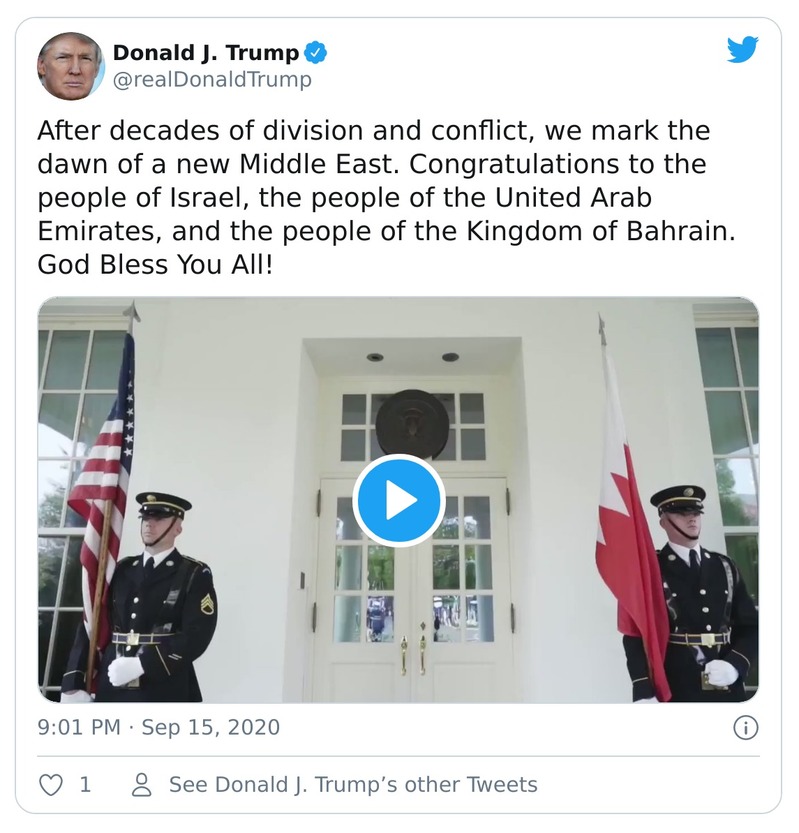 Donald J. Trump
@realDonaldTrump
After decades of division and conflict, we mark the
dawn of a new Middle East. Congratulations to the
people of Israel, the people of the United Arab
Emirates, and the people of the Kingdom of Bahrain.
God Bless You All!
9:01 PM · Sep 15, 2020
1
See Donald J. Trump’s other Tweets